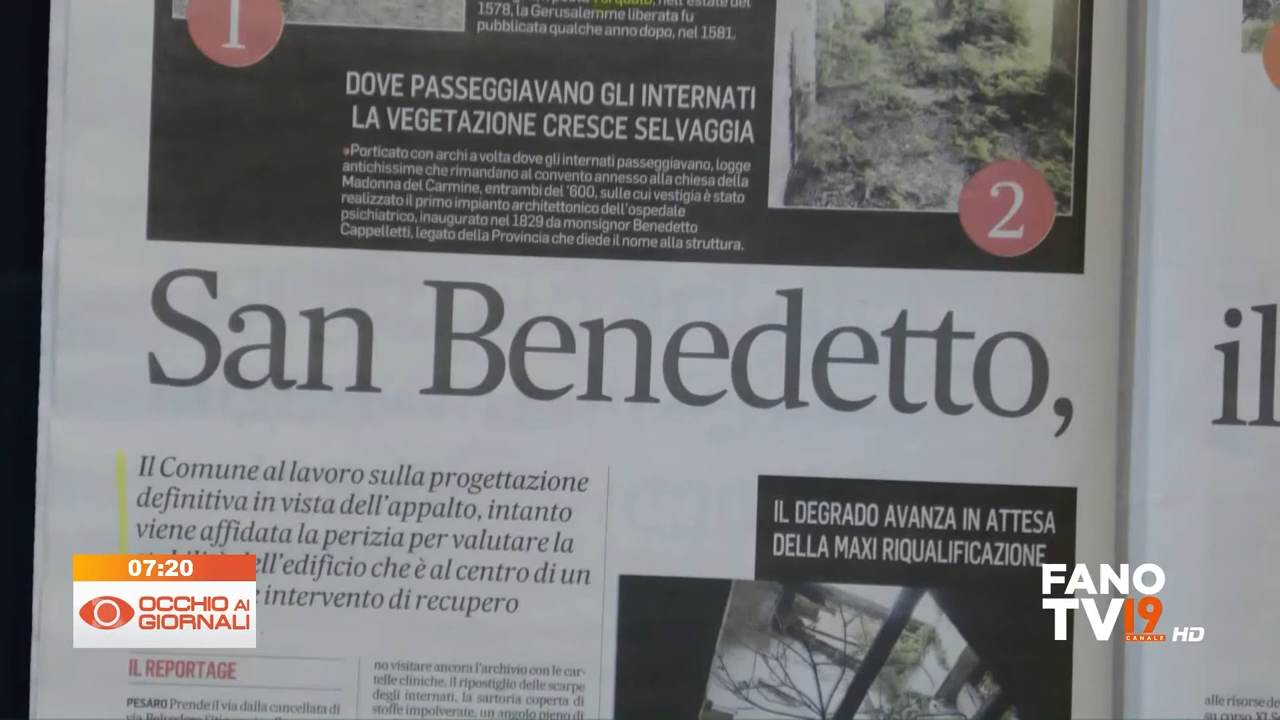 1
1578, la Gerusalemme liberata fu
pubblicata qualche anno dopo, nel 1581.
DOVE PASSEGGIAVANO GLI INTERNATI
LA VEGETAZIONE CRESCE SELVAGGIA
•Porticato con archi a volta dove gli internati passeggiavano, logge
antichissime che rimandano al convento annesso alla chiesa della
Madonna del Carmine, entrambi del '600, sulle cui vestigia è stato
realizzato il primo impianto architettonico dell'ospedale
psichiatrico, inaugurato nel 1829 da monsignor Benedetto
Cappelletti, legato della Provincia che diede il nome alla struttura.
2
San Benedetto,
il
Il Comune al lavoro sulla progettazione
definitiva in vista dell'appalto, intanto
viene affidata la perizia per valutare la
dell'edificio che è al centro di un
intervento di recupero
IL DEGRADO AVANZA IN ATTESA
DELLA MAXI RIQUALIFICAZIONE
07:20
OCCHIO AI
GIORNALI
FANO
TV19
CANALE HD
IL REPORTAGE
PESARO Prende il via dalla cancellata di
no visitare ancora l'archivio con le car-
telle cliniche, il ripostiglio delle scarpe
degli internati, la sartoria coperta di
stoffe impolverate, un angolo pieno di
alle risorse de